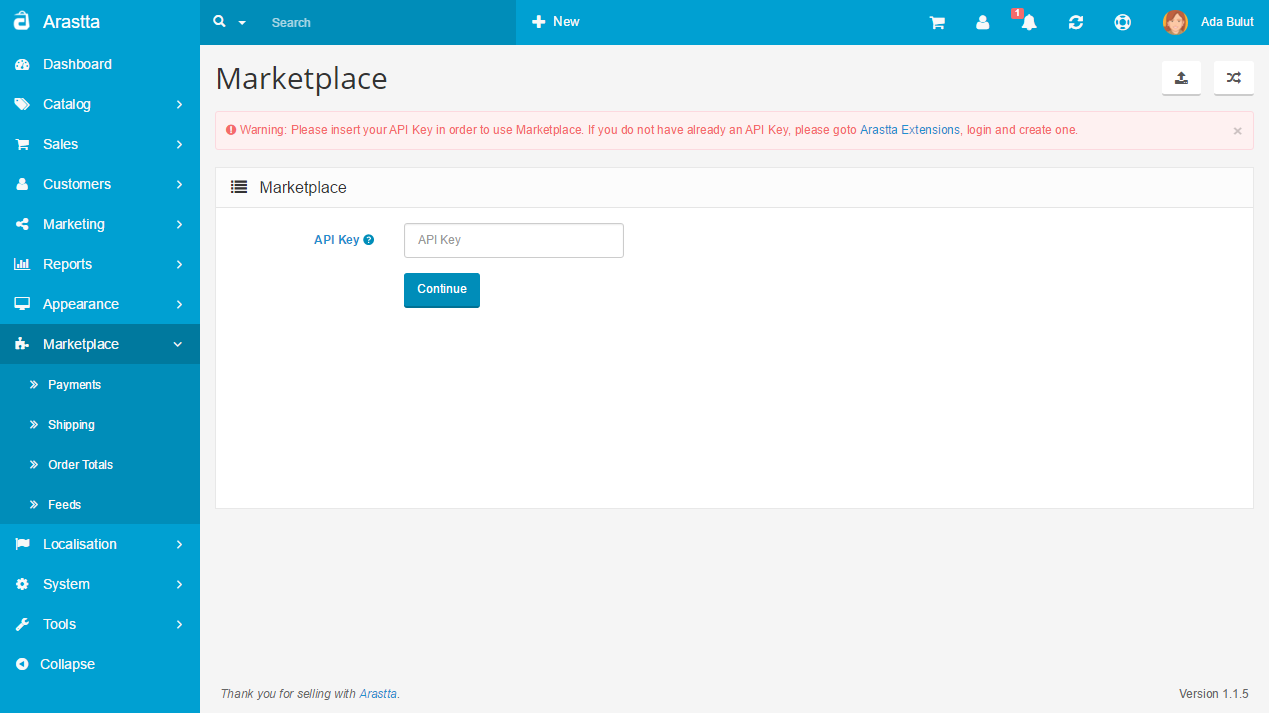 Arastta
Search
New
1
Ada Bulut
Dashboard
Catalog
Sales
Customers
Marketing
Reports
Appearance
Marketplace
Payments
Shipping
Order Totals
Feeds
Localisation
System
Tools
Collapse
Marketplace
Warning: Please insert your API Key in order to use Marketplace. If you do not have already an API Key, please goto Arastta Extensions, login and create one.
×
Marketplace
API Key
API Key
Continue
Thank you for selling with Arastta.
Version 1.1.5